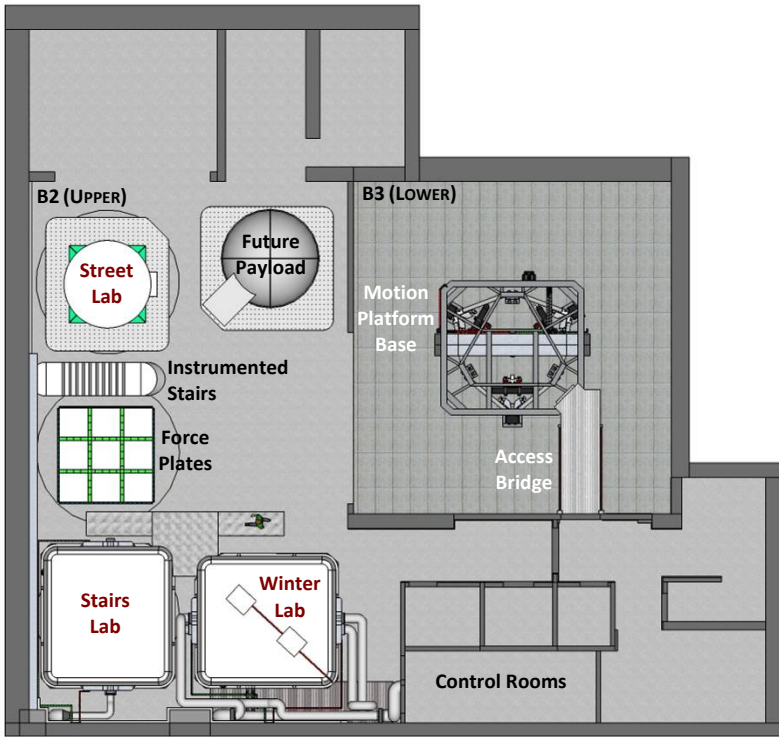 B2 (UPPER)
B3 (LOWER)
Street
Lab
Future
Payload
Motion
Platform
Base
Instrumented
Stairs
Force
Plates
Access
Bridge
Stairs
Lab
Winter
Lab
Control Rooms